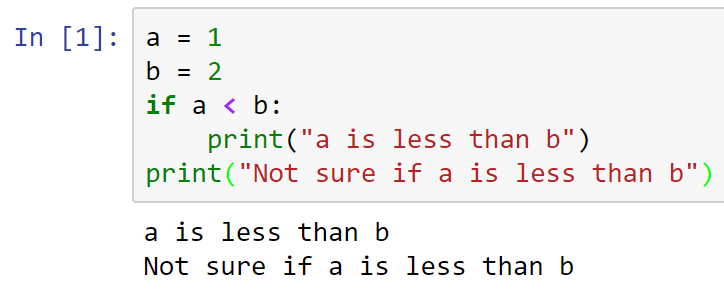 In [1]: a = 1
b = 2
if a < b:
    print("a is less than b")
print("Not sure if a is less than b")
a is less than b
Not sure if a is less than b